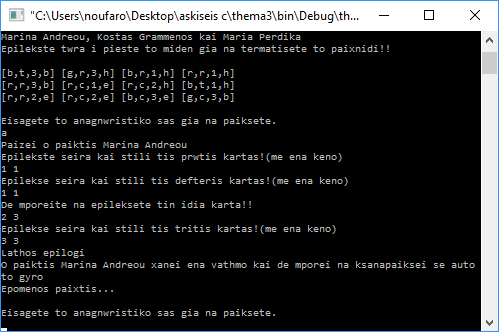 "C:\Users\noufaro\Desktop\askiseis c\thema3\bin\Debug\th...
Marina Andreou, Kostas Grammenos kai Maria Perdika
Epilekste twra i pieste to miden gia na termatisete to paixnidi!!
[b,t,3,b] [g,r,3,h] [b,r,1,h] [r,r,1,h]
[r,r,3,b] [r,c,1,e] [r,c,2,h] [b,t,1,h]
[r,r,2,e] [r,c,2,e] [b,c,3,e] [g,c,3,b]
Eisagete to anagnwristiko sas gia na paiksete.
a
Paizei o paiktis Marina Andreou
Epilekste seira kai stili tis prwtis kartas!(me ena keno)
1 1
Epilekse seira kai stili tis defteris kartas!(me ena keno)
1 1
De mporeite na epileksete tin idia karta!!
2 3
Epilekse seira kai stili tis tritis kartas!(me ena keno)
3 3
Lathos epilogi
O paiktis Marina Andreou xanei ena vathmo kai de mporei na ksanapaiksei se auto
to gyro
Epomenos paixtis...
Eisagete to anagnwristiko sas gia na paiksete.